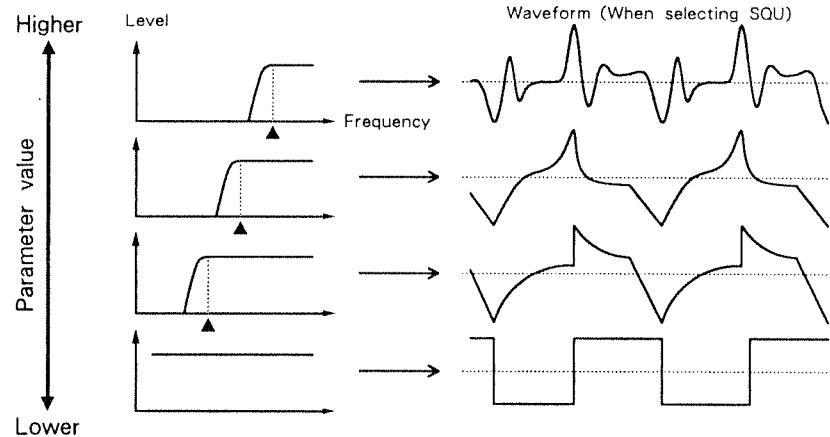 Higher
Level
Waveform (When selecting SQU)
Frequency
Parameter value
Lower